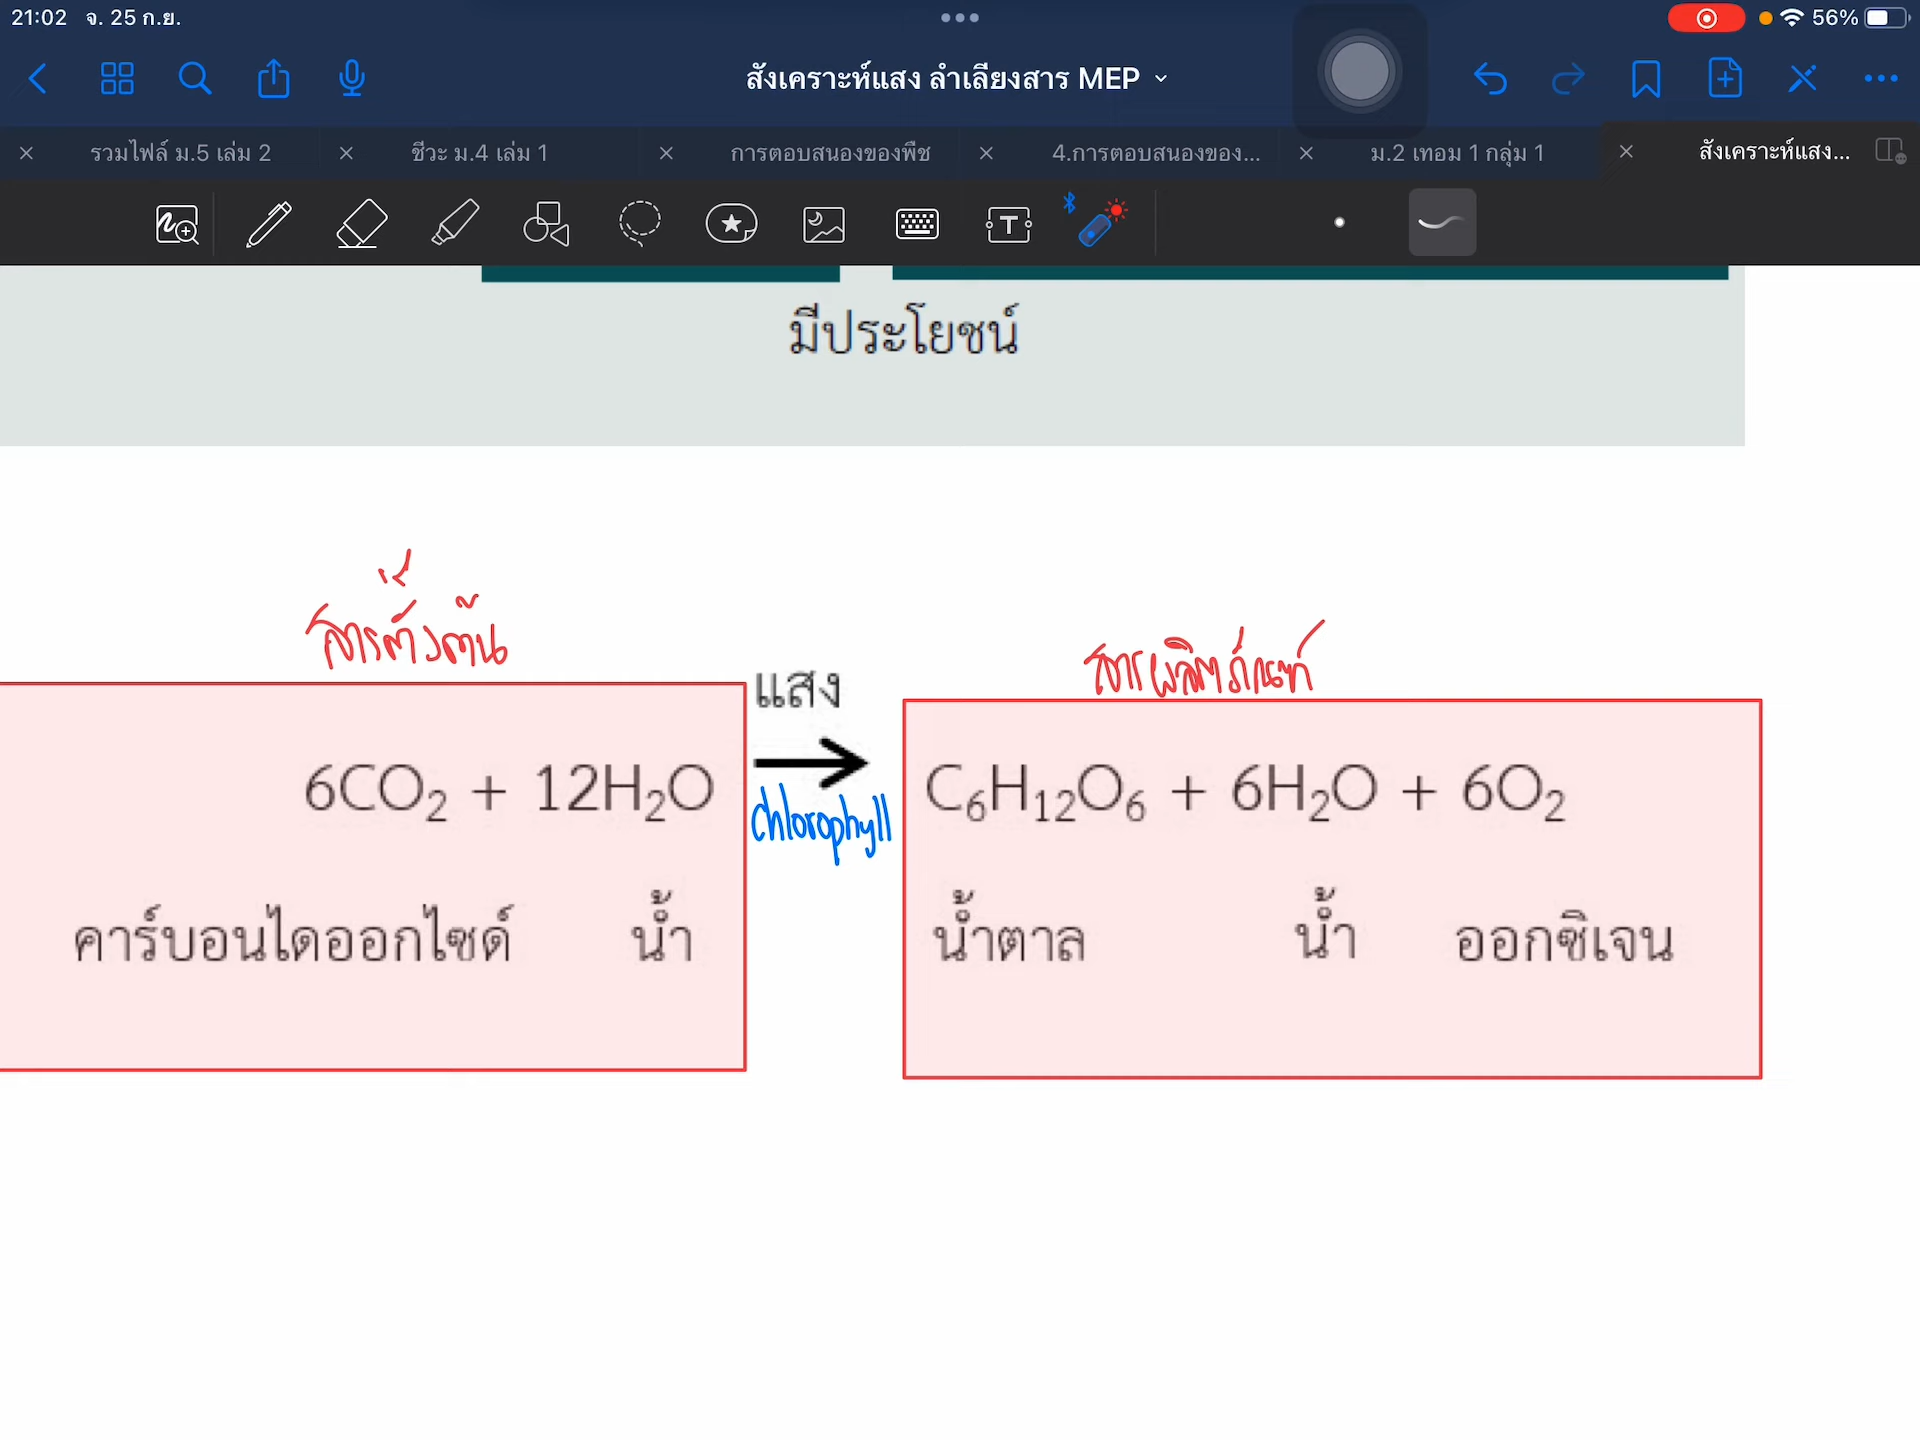 21:02 จ. 25 ก.ย.
56%
สังเคราะห์แสง ลำเลียงสาร MEP
รวมไฟล์ ม.5 เล่ม 2
ชีวะ ม.4 เล่ม 1
การตอบสนองของพืช
4.การตอบสนองของ...
ม.2 เทอม 1 กลุ่ม 1
สังเคราะห์แสง...
มีประโยชน์
สารตั้งต้น
สารผลิตภัณฑ์
แสง
6CO₂ + 12H₂O
C₆H₁₂O₆ + 6H₂O + 6O₂
chlorophyll
คาร์บอนไดออกไซด์ น้ำ
น้ำตาล น้ำ ออกซิเจน